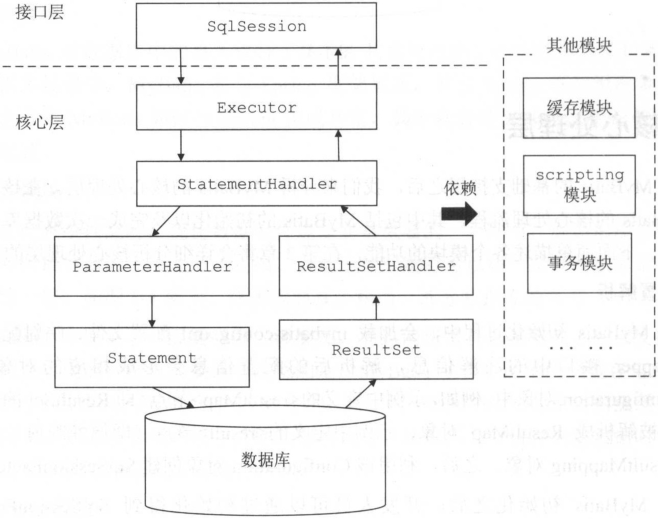 接口层
SqlSession
其他模块
Executor
缓存模块
核心层
StatementHandler
scripting
模块
依赖
ParameterHandler
ResultSetHandler
事务模块
Statement
ResultSet
... ...
数据库